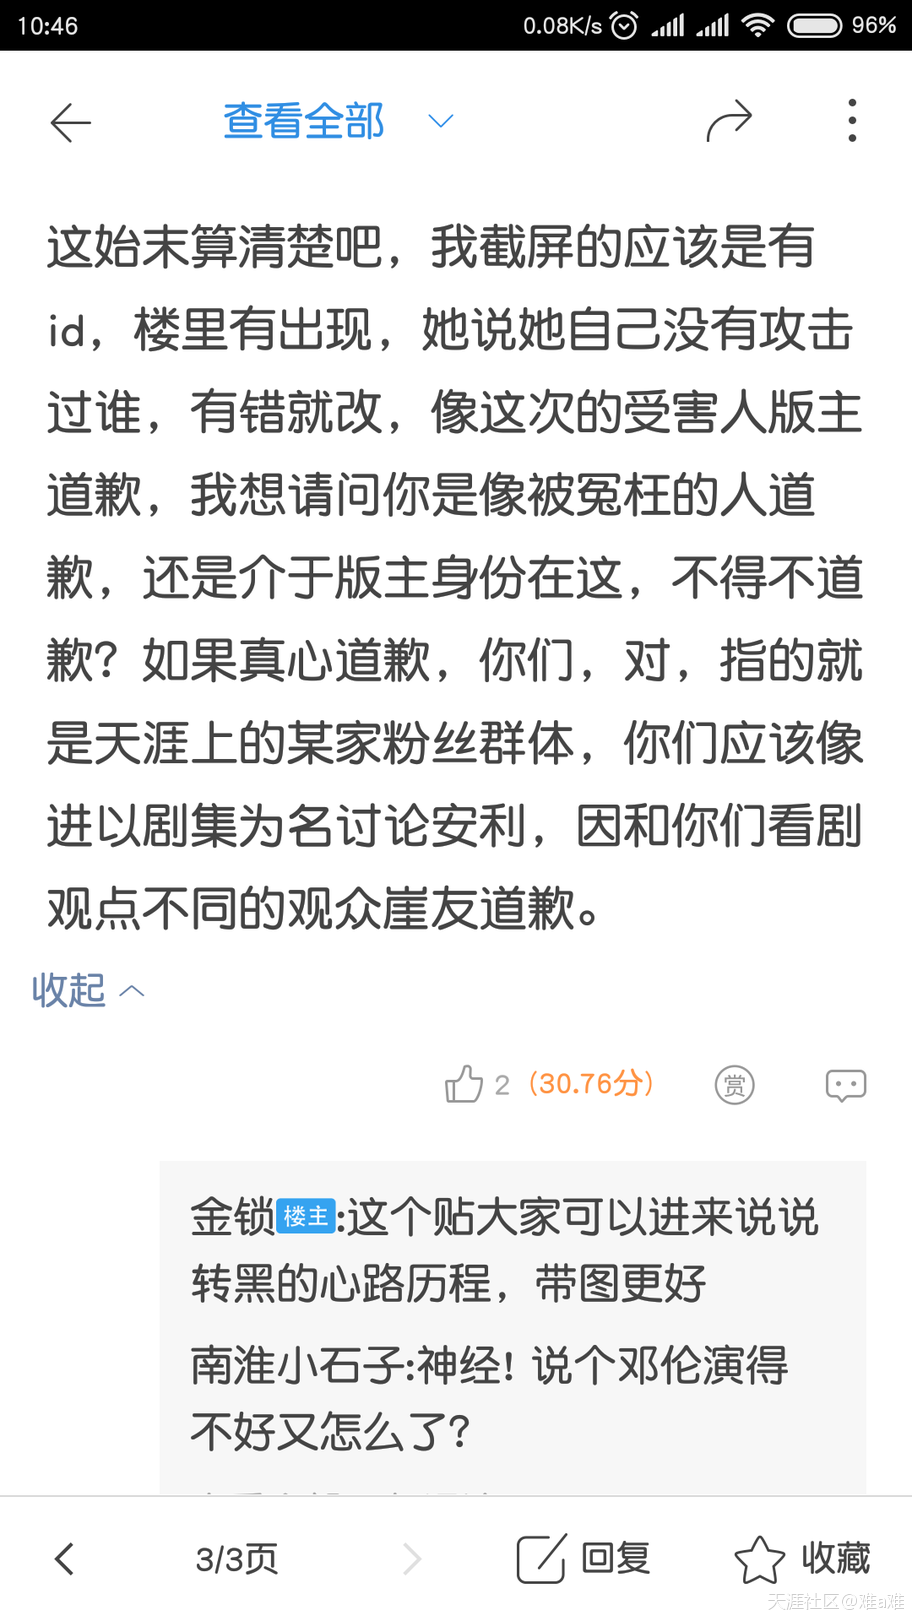 10:46
0.08K/s 96%
查看全部
这始末算清楚吧，我截屏的应该是有
id，楼里有出现，她说她自己没有攻击
过谁，有错就改，像这次的受害人版主
道歉，我想请问你是像被冤枉的人道
歉，还是介于版主身份在这，不得不道
歉？如果真心道歉，你们，对，指的就
是天涯上的某家粉丝群体，你们应该像
进以剧集为名讨论安利，因和你们看剧
观点不同的观众崖友道歉。
收起
2（30.76分） 赏
金锁楼主:这个贴大家可以进来说说
转黑的心路历程，带图更好
南淮小石子:神经！说个邓伦演得
不好又怎么了？
3/3页 回复 收藏
天涯社区@难a难